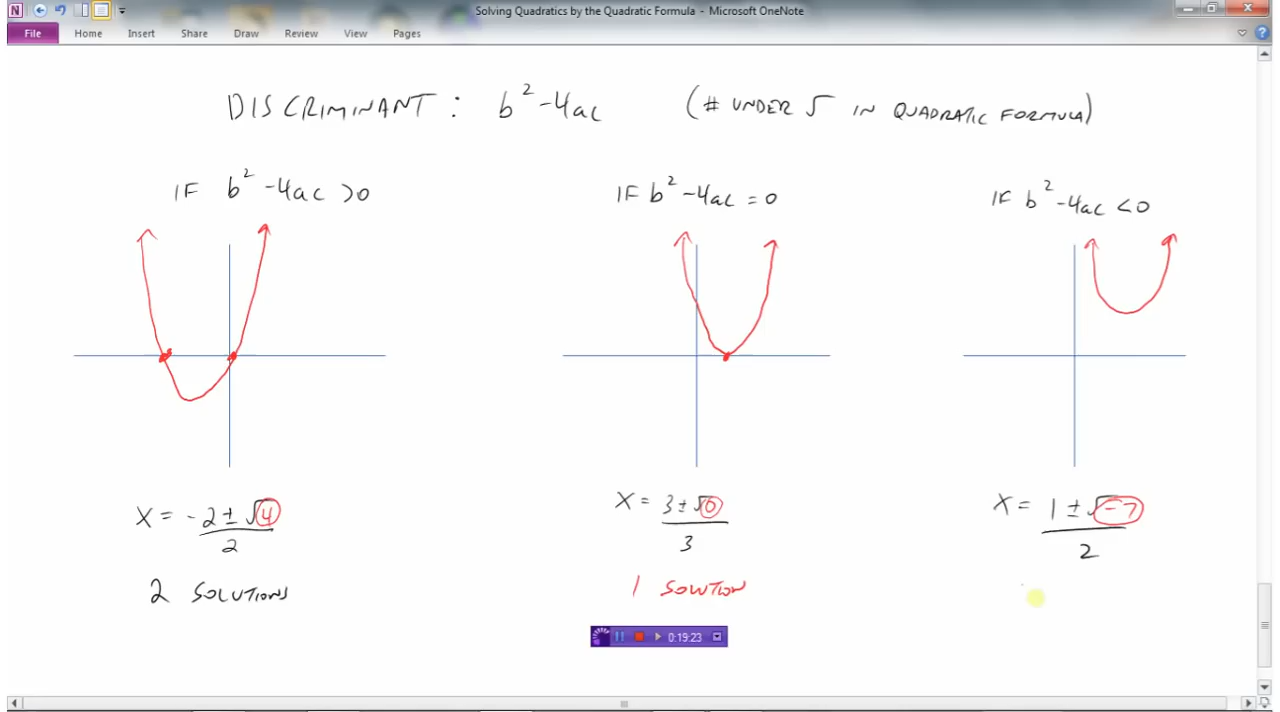 Solving Quadratics by the Quadratic Formula - Microsoft OneNote
File Home Insert Share Draw Review View Pages
DISCRIMINANT: b²-4ac (# UNDER √ IN QUADRATIC FORMULA)
IF b²-4ac >0
IF b²-4ac = 0
IF b²-4ac <0
X = -2 ± √4 / 2
X = 3 ± √0 / 3
X = 1 ± √-7 / 2
2 SOLUTIONS
1 SOLUTION
0:19:23